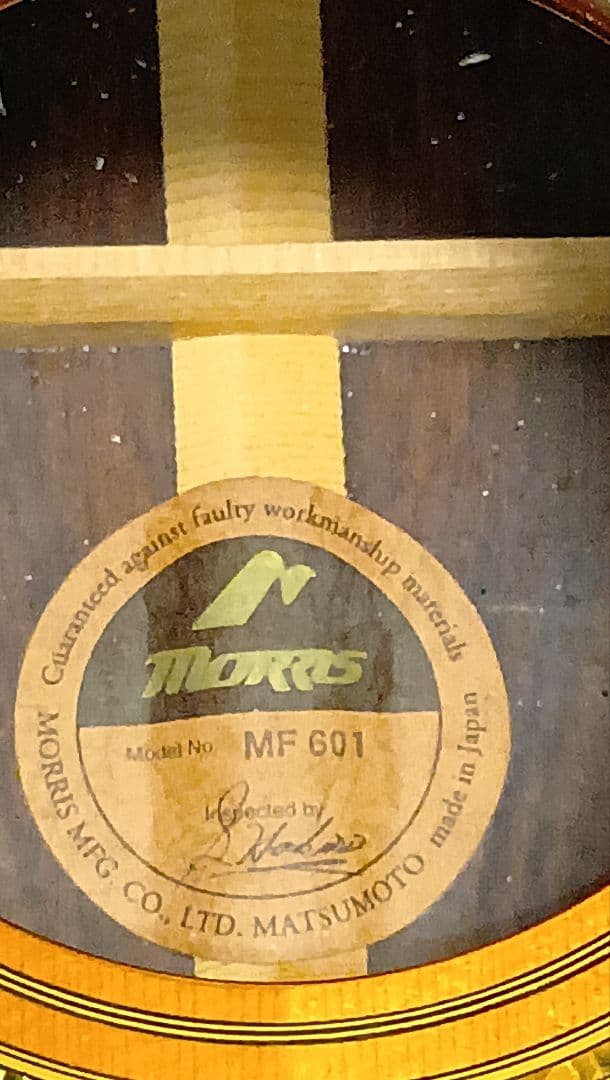 Guaranteed against faulty workmanship materials
MORRIS
Model No MF 601
Inspected by
MORRIS MFG CO., LTD. MATSUMOTO made in Japan